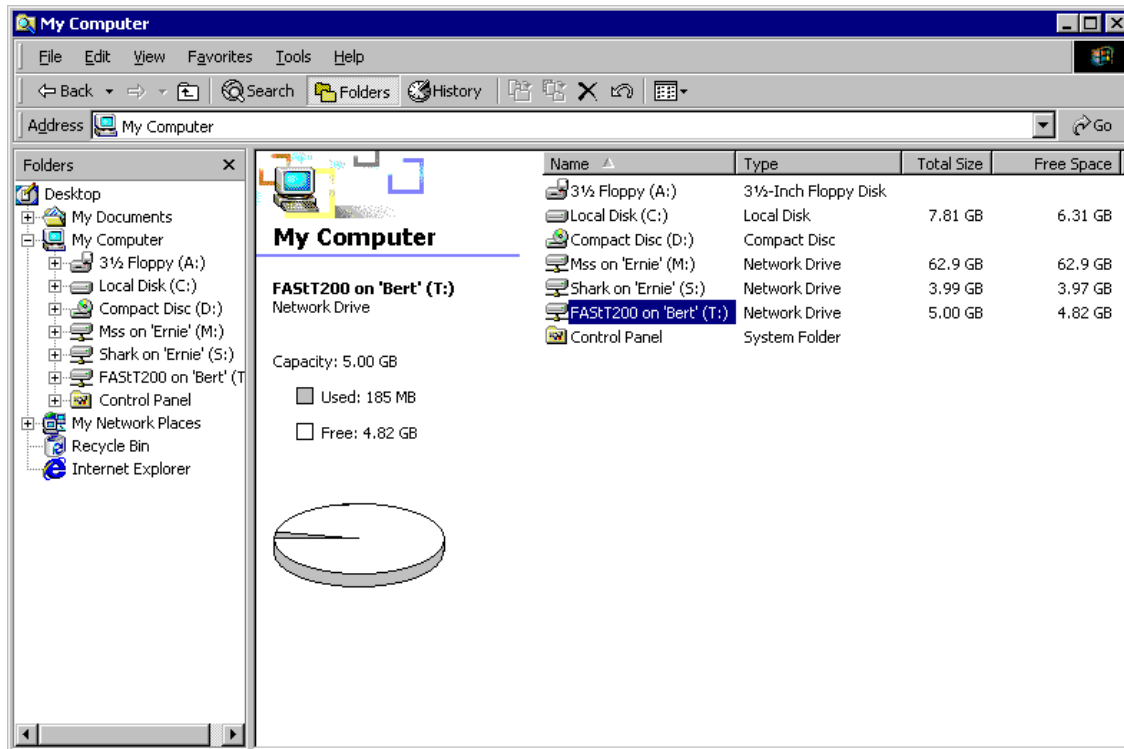 My Computer
File Edit View Favorites Tools Help
Back Search Folders History
Address My Computer Go
Folders
Desktop
My Documents
My Computer
3½ Floppy (A:)
Local Disk (C:)
Compact Disc (D:)
Mss on 'Ernie' (M:)
Shark on 'Ernie' (S:)
FAStT200 on 'Bert' (T
Control Panel
My Network Places
Recycle Bin
Internet Explorer
My Computer
FAStT200 on 'Bert' (T:)
Network Drive
Capacity: 5.00 GB
Used: 185 MB
Free: 4.82 GB
Name Type Total Size Free Space
3½ Floppy (A:) 3½-Inch Floppy Disk
Local Disk (C:) Local Disk 7.81 GB 6.31 GB
Compact Disc (D:) Compact Disc
Mss on 'Ernie' (M:) Network Drive 62.9 GB 62.9 GB
Shark on 'Ernie' (S:) Network Drive 3.99 GB 3.97 GB
FAStT200 on 'Bert' (T:) Network Drive 5.00 GB 4.82 GB
Control Panel System Folder